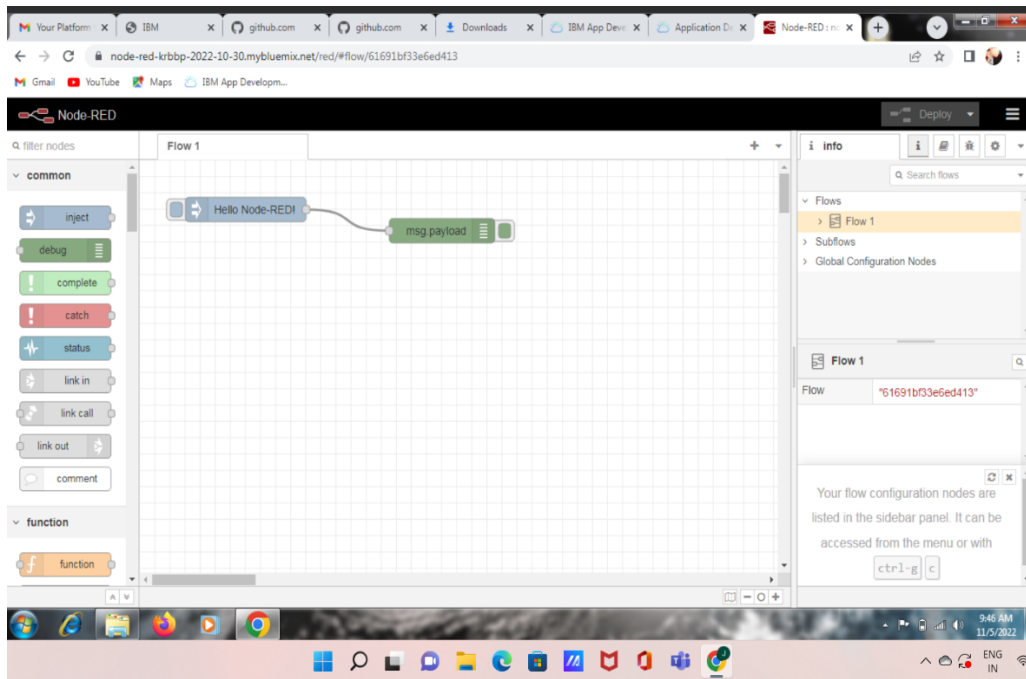 Your Platform
IBM
github.com
github.com
Downloads
IBM App Deve
Application De
Node-RED : n
node-red-krbbp-2022-10-30.mybluemix.net/red/#flow/61691bf33e6ed413
Gmail
YouTube
Maps
IBM App Developm...
Node-RED
Deploy
filter nodes
Flow 1
i info
common
Search flows
Flows
Flow 1
Subflows
Global Configuration Nodes
inject
debug
complete
catch
status
link in
link call
link out
comment
function
function
Hello Node-RED!
msg.payload
Flow 1
Flow "61691bf33e6ed413"
Your flow configuration nodes are
listed in the sidebar panel. It can be
accessed from the menu or with
ctrl-g c
9:46 AM
11/5/2022
ENG
IN